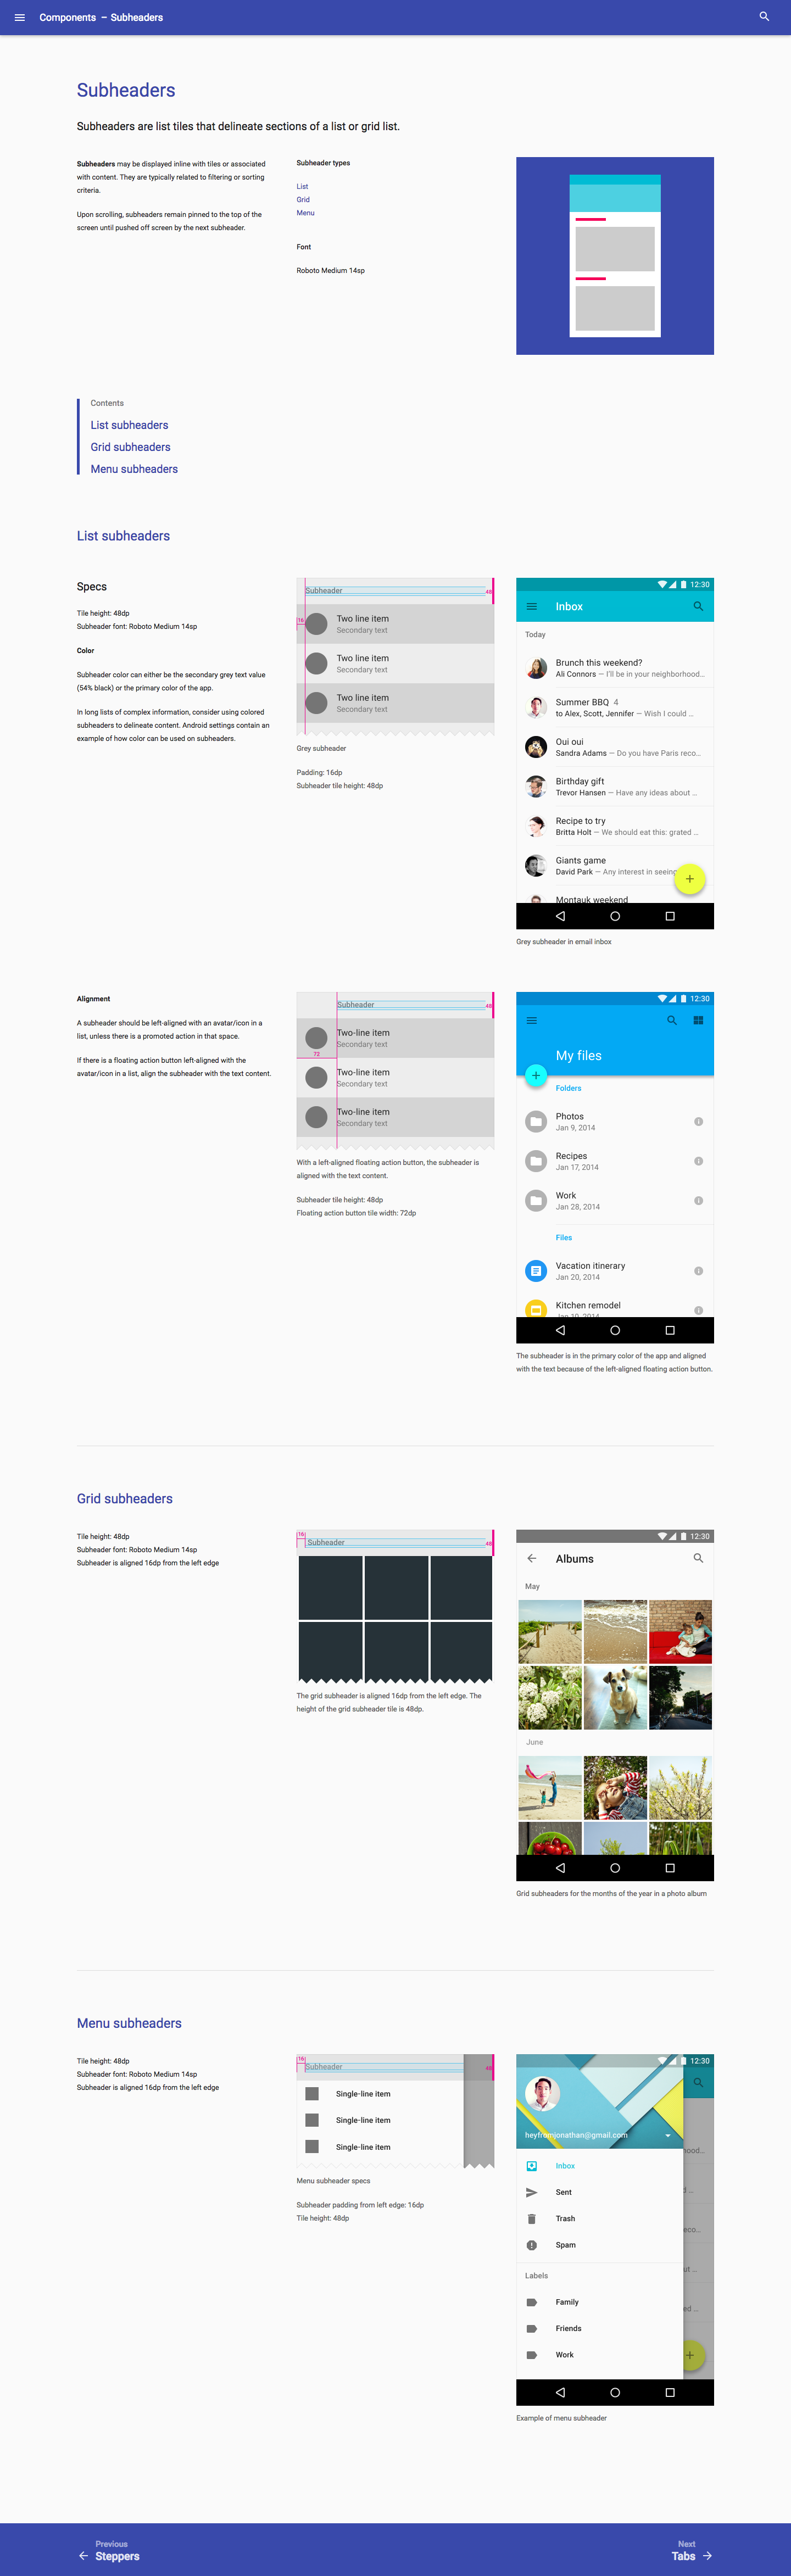 Components – Subheaders
Subheaders
Subheaders are list tiles that delineate sections of a list or grid list.
Subheaders may be displayed inline with tiles or associated
with content. They are typically related to filtering or sorting
criteria.
Upon scrolling, subheaders remain pinned to the top of the
screen until pushed off screen by the next subheader.
Subheader types
List
Grid
Menu
Font
Roboto Medium 14sp
Contents
List subheaders
Grid subheaders
Menu subheaders
List subheaders
Specs
Tile height: 48dp
Subheader font: Roboto Medium 14sp
Color
Subheader color can either be the secondary grey text value
(54% black) or the primary color of the app.
In long lists of complex information, consider using colored
subheaders to delineate content. Android settings contain an
example of how color can be used on subheaders.
Subheader
48
16
Two line item
Secondary text
Two line item
Secondary text
Two line item
Secondary text
Grey subheader
Padding: 16dp
Subheader tile height: 48dp
12:30
Inbox
Today
Brunch this weekend?
Ali Connors — I'll be in your neighborhood...
Summer BBQ 4
to Alex, Scott, Jennifer — Wish I could ...
Oui oui
Sandra Adams — Do you have Paris reco...
Birthday gift
Trevor Hansen — Have any ideas about ...
Recipe to try
Britta Holt — We should eat this: grated ...
Giants game
David Park — Any interest in seeing
Montauk weekend
Grey subheader in email inbox
Alignment
A subheader should be left-aligned with an avatar/icon in a
list, unless there is a promoted action in that space.
If there is a floating action button left-aligned with the
avatar/icon in a list, align the subheader with the text content.
Subheader
48
Two-line item
Secondary text
72
Two-line item
Secondary text
Two-line item
Secondary text
With a left-aligned floating action button, the subheader is
aligned with the text content.
Subheader tile height: 48dp
Floating action button tile width: 72dp
12:30
My files
Folders
Photos
Jan 9, 2014
Recipes
Jan 17, 2014
Work
Jan 28, 2014
Files
Vacation itinerary
Jan 20, 2014
Kitchen remodel
Jan 10, 2014
The subheader is in the primary color of the app and aligned
with the text because of the left-aligned floating action button.
Grid subheaders
Tile height: 48dp
Subheader font: Roboto Medium 14sp
Subheader is aligned 16dp from the left edge
16
Subheader
48
The grid subheader is aligned 16dp from the left edge. The
height of the grid subheader tile is 48dp.
12:30
Albums
May
June
Grid subheaders for the months of the year in a photo album
Menu subheaders
Tile height: 48dp
Subheader font: Roboto Medium 14sp
Subheader is aligned 16dp from the left edge
16
Subheader
48
Single-line item
Single-line item
Single-line item
Menu subheader specs
Subheader padding from left edge: 16dp
Tile height: 48dp
12:30
heyfromjonathan@gmail.com
ood...
Inbox
Sent
...
Trash
eco...
Spam
ut ...
Labels
Family
ed ...
Friends
Work
Example of menu subheader
Previous
Steppers
Next
Tabs